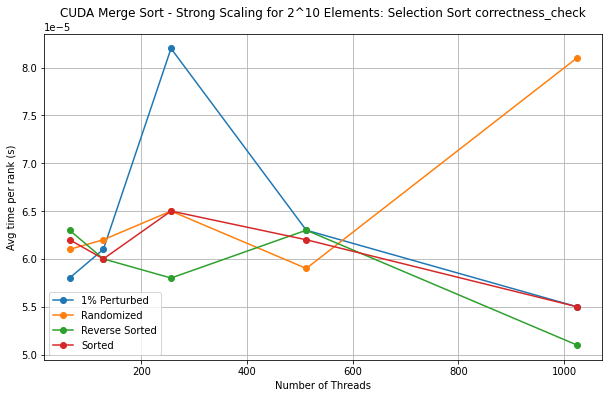 CUDA Merge Sort - Strong Scaling for 2^10 Elements: Selection Sort correctness_check
1e−5
8.0
7.5
7.0
6.5
6.0
5.5
5.0
Avg time per rank (s)
1% Perturbed
Randomized
Reverse Sorted
Sorted
200
400
600
800
1000
Number of Threads